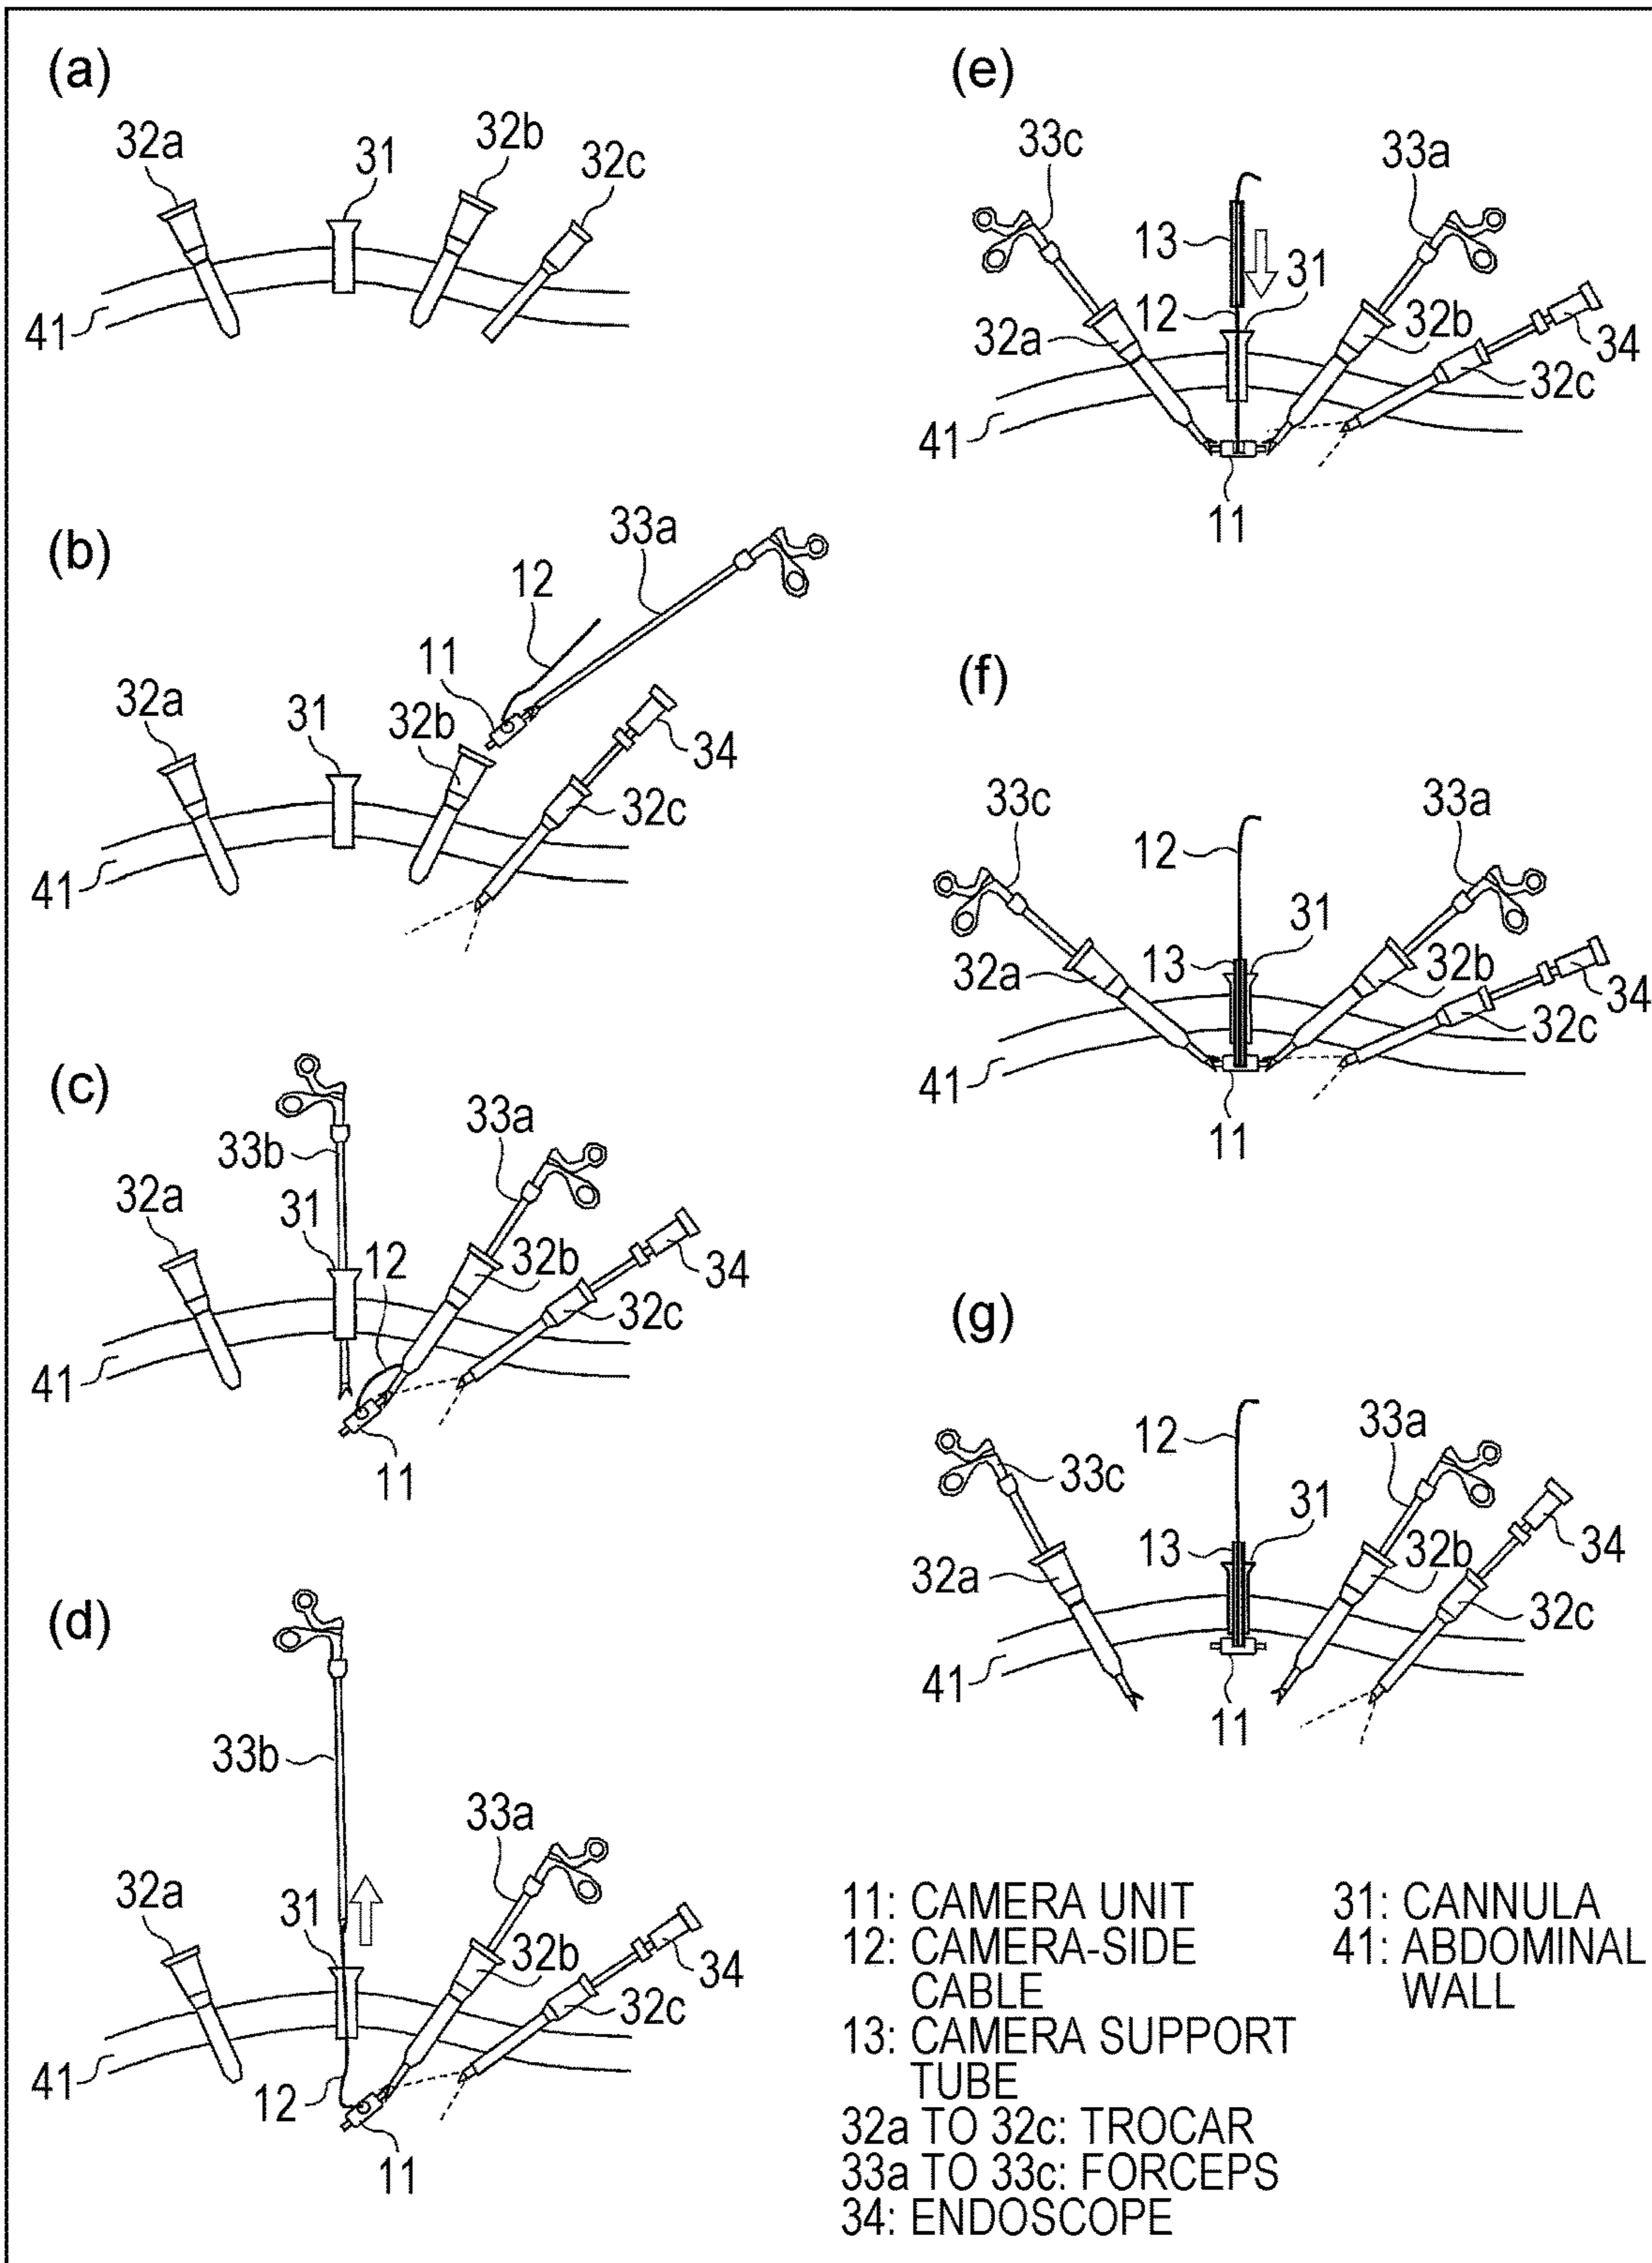 (a)
32a
31
32b
32c
41
(b)
33a
12
11
32a
31
32b
34
32c
41
(c)
33b
33a
32a
31
12
32b
34
32c
41
11
(d)
33b
33a
32a
31
32b
34
32c
41
12
11
(e)
33c
33a
13
31
12
32a
32b
34
32c
41
11
(f)
33c
33a
12
31
13
32a
32b
34
32c
41
11
(g)
12
33a
33c
31
13
34
32a
32b
32c
41
11
11: CAMERA UNIT
12: CAMERA-SIDE
CABLE
13: CAMERA SUPPORT
TUBE
32a TO 32c: TROCAR
33a TO 33c: FORCEPS
34: ENDOSCOPE
31: CANNULA
41: ABDOMINAL
WALL